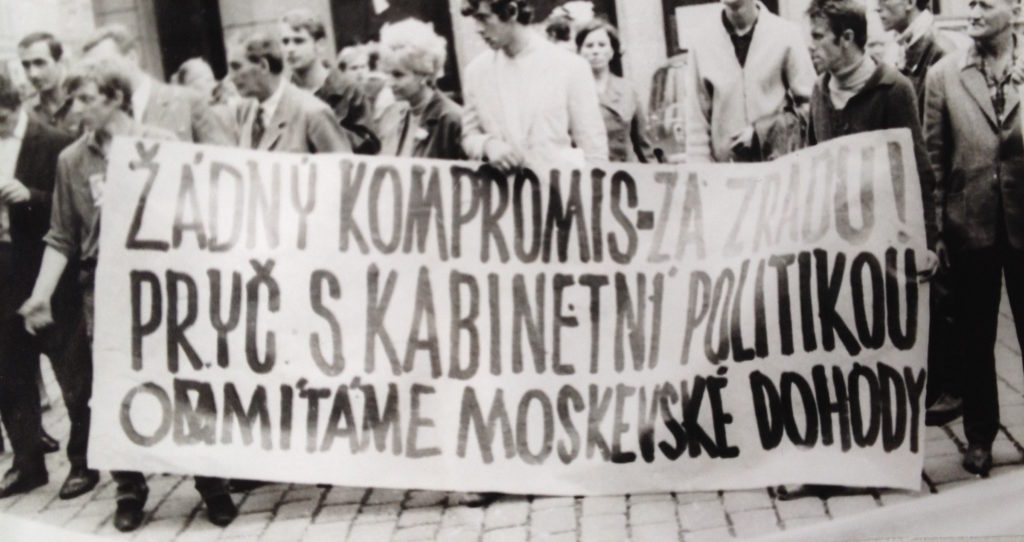 ŽÁDNÝ KOMPROMIS-ZA ZRADU!
PRYČ S KABINETNÍ POLITIKOU
ODMÍTÁME MOSKEVSKÉ DOHODY